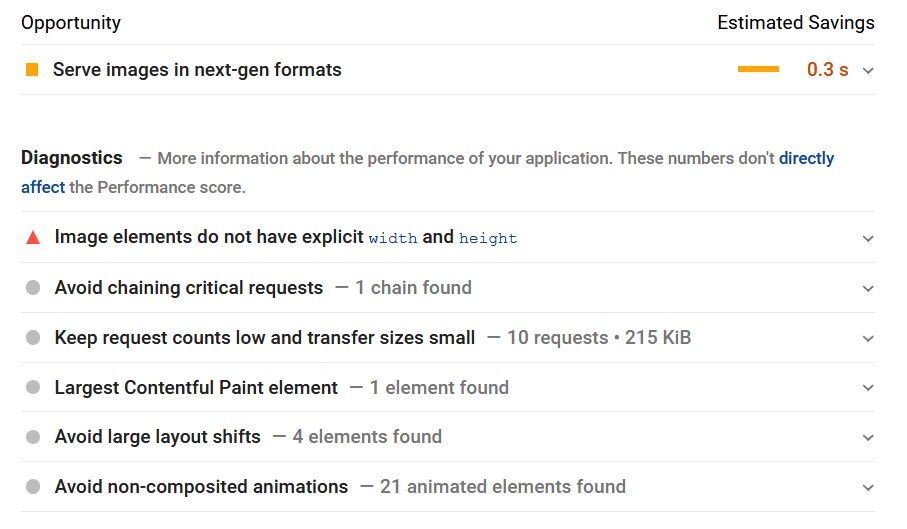 Opportunity Estimated Savings
Serve images in next-gen formats 0.3 s
Diagnostics — More information about the performance of your application. These numbers don't directly
affect the Performance score.
Image elements do not have explicit width and height
Avoid chaining critical requests — 1 chain found
Keep request counts low and transfer sizes small — 10 requests • 215 KiB
Largest Contentful Paint element — 1 element found
Avoid large layout shifts — 4 elements found
Avoid non-composited animations — 21 animated elements found